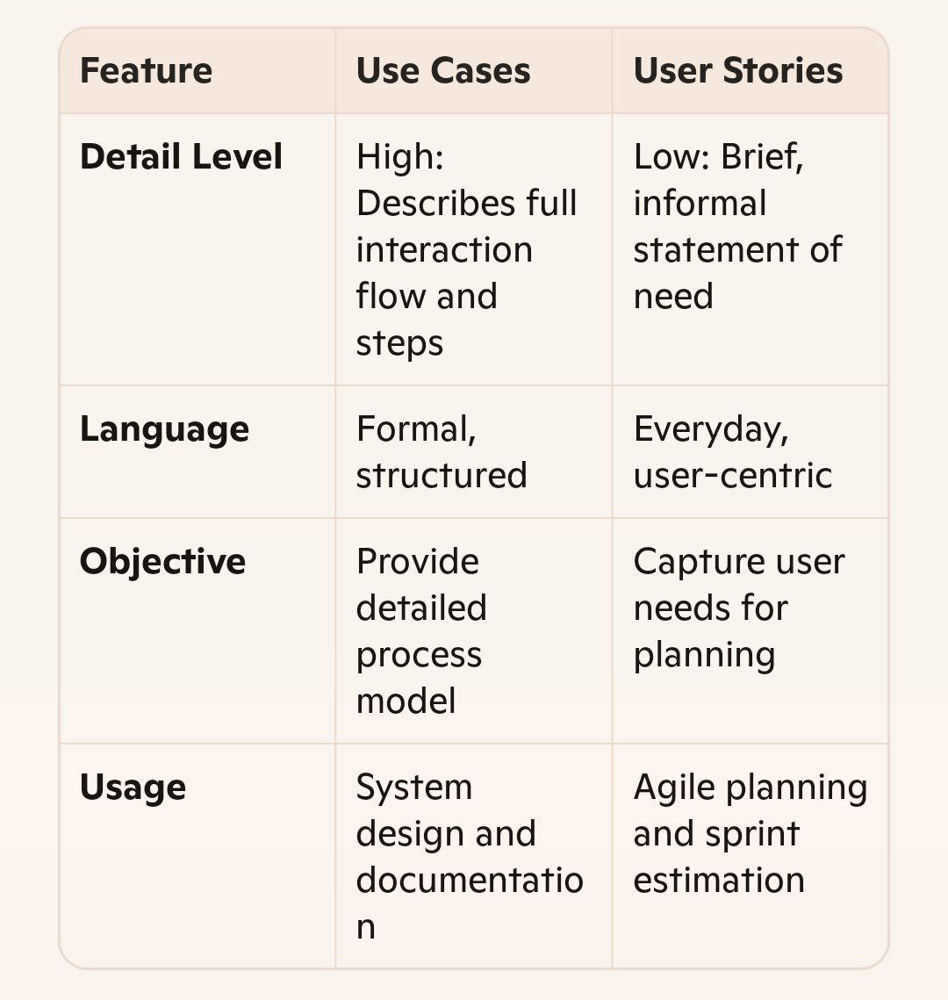 Feature
Use Cases
User Stories
Detail Level
High:
Describes full
interaction
flow and
steps
Low: Brief,
informal
statement of
need
Language
Formal,
structured
Everyday,
user-centric
Objective
Provide
detailed
process
model
Capture user
needs for
planning
Usage
System
design and
documentatio
n
Agile planning
and sprint
estimation